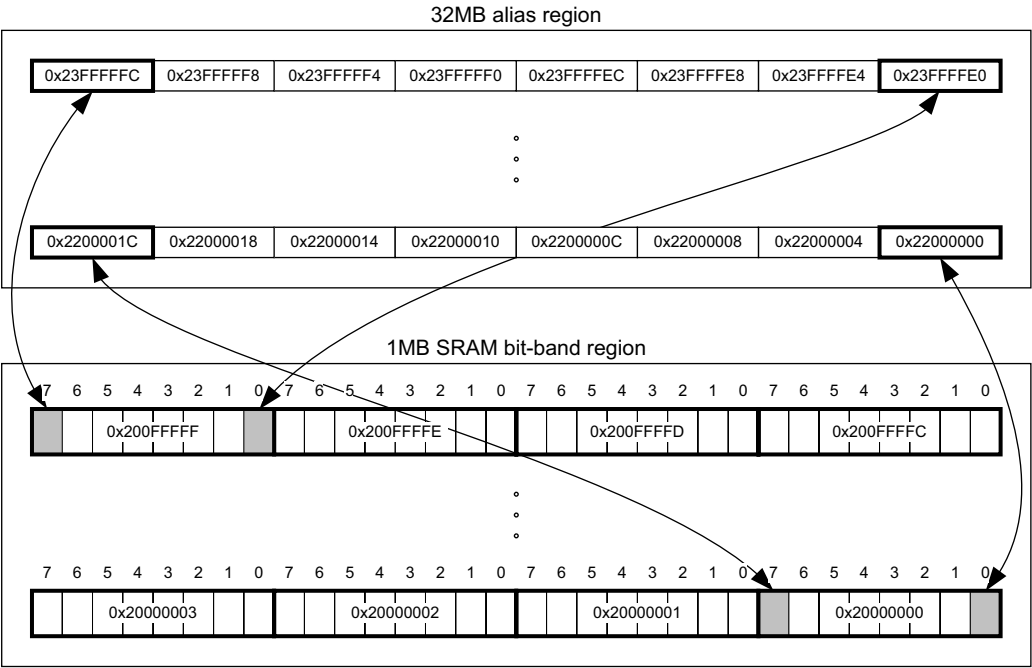 32MB alias region
0x23FFFFFC 0x23FFFFF8 0x23FFFFF4 0x23FFFFF0 0x23FFFFEC 0x23FFFFE8 0x23FFFFE4 0x23FFFFE0
0x2200001C 0x22000018 0x22000014 0x22000010 0x2200000C 0x22000008 0x22000004 0x22000000
1MB SRAM bit-band region
7 6 5 4 3 2 1 0 7 6 5 4 3 2 1 0 7 6 5 4 3 2 1 0 7 6 5 4 3 2 1 0
0x200FFFFF 0x200FFFFE 0x200FFFFD 0x200FFFFC
7 6 5 4 3 2 1 0 7 6 5 4 3 2 1 0 7 6 5 4 3 2 1 0 7 6 5 4 3 2 1 0
0x20000003 0x20000002 0x20000001 0x20000000